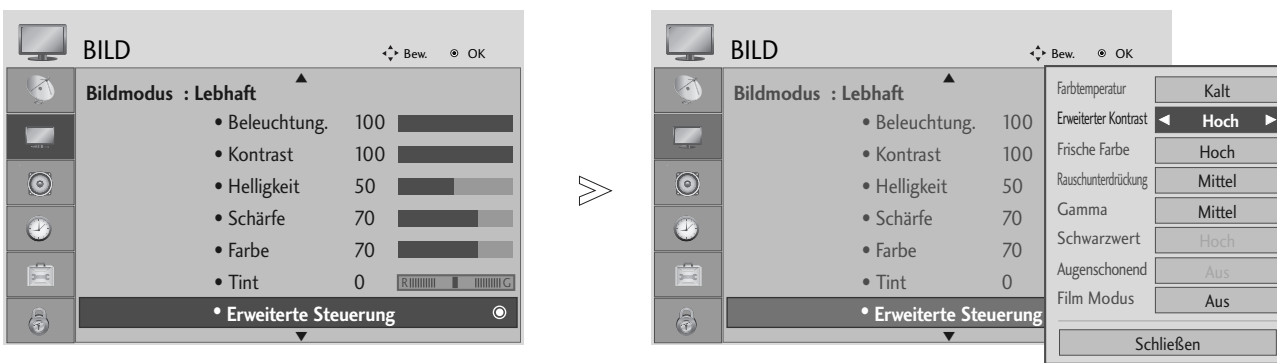 BILD
Bew. OK
Bildmodus : Lebhaft
• Beleuchtung. 100
• Kontrast 100
• Helligkeit 50
• Schärfe 70
• Farbe 70
• Tint 0 R G
• Erweiterte Steuerung
BILD
Bew. OK
Bildmodus : Lebhaft
• Beleuchtung. 100
• Kontrast 100
• Helligkeit 50
• Schärfe 70
• Farbe 70
• Tint 0
• Erweiterte Steuerung
Farbtemperatur Kalt
Erweiterter Kontrast Hoch
Frische Farbe Hoch
Rauschunterdrückung Mittel
Gamma Mittel
Schwarzwert Hoch
Augenschonend Aus
Film Modus Aus
Schließen